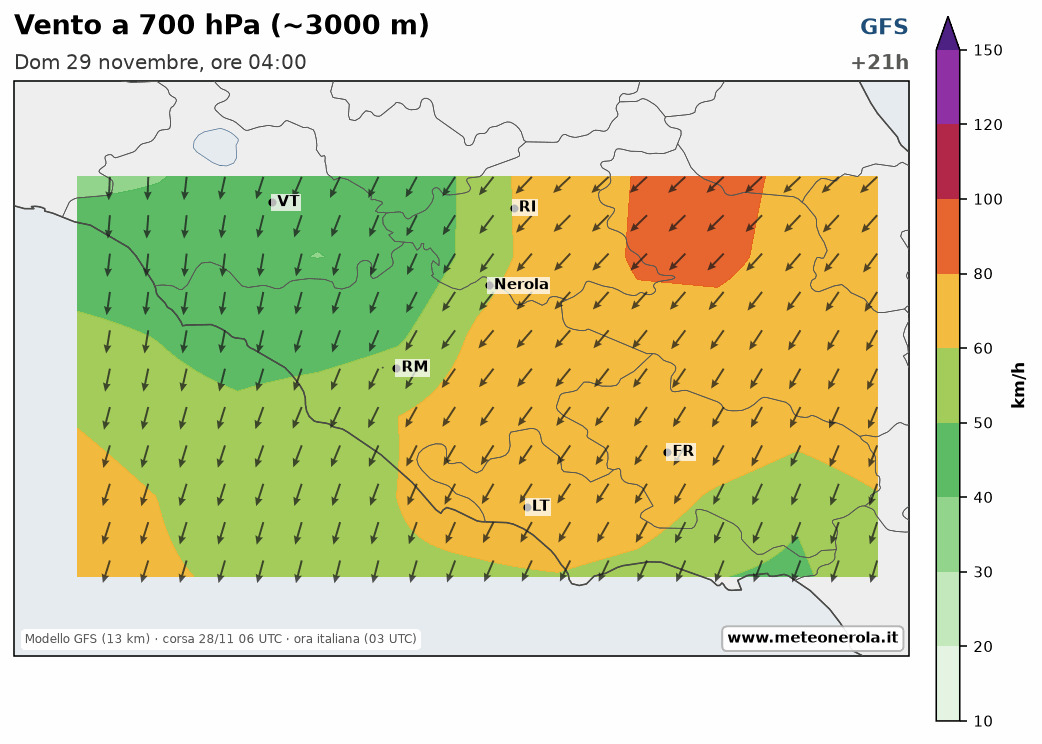 Vento a 700 hPa (~3000 m)
GFS
Dom 29 novembre, ore 04:00
+21h
150
120
100
80
60
50
40
30
20
10
km/h
VT
RI
Nerola
RM
FR
LT
Modello GFS (13 km) · corsa 28/11 06 UTC · ora italiana (03 UTC)
www.meteonerola.it